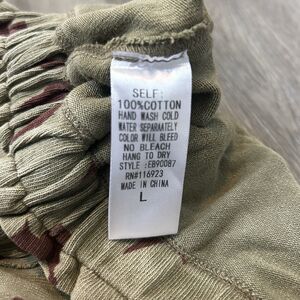 SELF:
100%COTTON
HAND WASH COLD
WATER SEPARATELY
COLOR WILL BLEED
NO BLEACH
HANG TO DRY
STYLE :EB90087
RN#116923
MADE IN CHINA
L